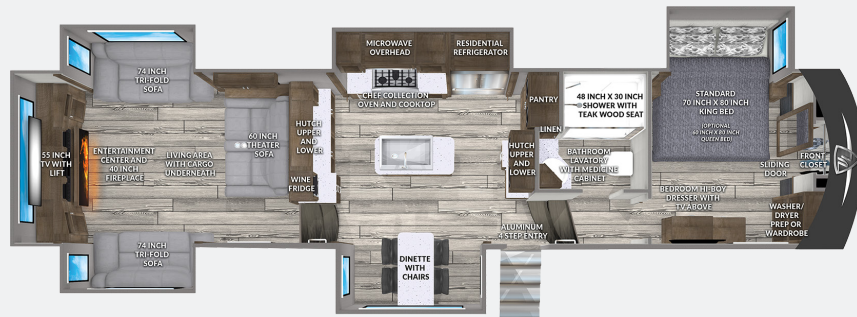 74 INCH
TRI-FOLD
SOFA
55 INCH
TV WITH
LIFT
ENTERTAINMENT
CENTER AND
40 INCH
FIREPLACE
LIVING AREA
WITH CARGO
UNDERNEATH
60 INCH
THEATER
SOFA
HUTCH
UPPER
AND
LOWER
WINE
FRIDGE
74 INCH
TRI-FOLD
SOFA
MICROWAVE
OVERHEAD
RESIDENTIAL
REFRIGERATOR
CHEF COLLECTION
OVEN AND COOKTOP
PANTRY
LINEN
HUTCH
UPPER
AND
LOWER
48 INCH X 30 INCH
SHOWER WITH
TEAK WOOD SEAT
BATHROOM
LAVATORY
WITH MEDICINE
CABINET
ALUMINUM
4 STEP ENTRY
DINETTE
WITH
CHAIRS
STANDARD
70 INCH X 80 INCH
KING BED
(OPTIONAL
60 INCH X 80 INCH
QUEEN BED)
SLIDING
DOOR
FRONT
CLOSET
BEDROOM HI-BOY
DRESSER WITH
TV ABOVE
WASHER/
DRYER
PREP OR
WARDROBE